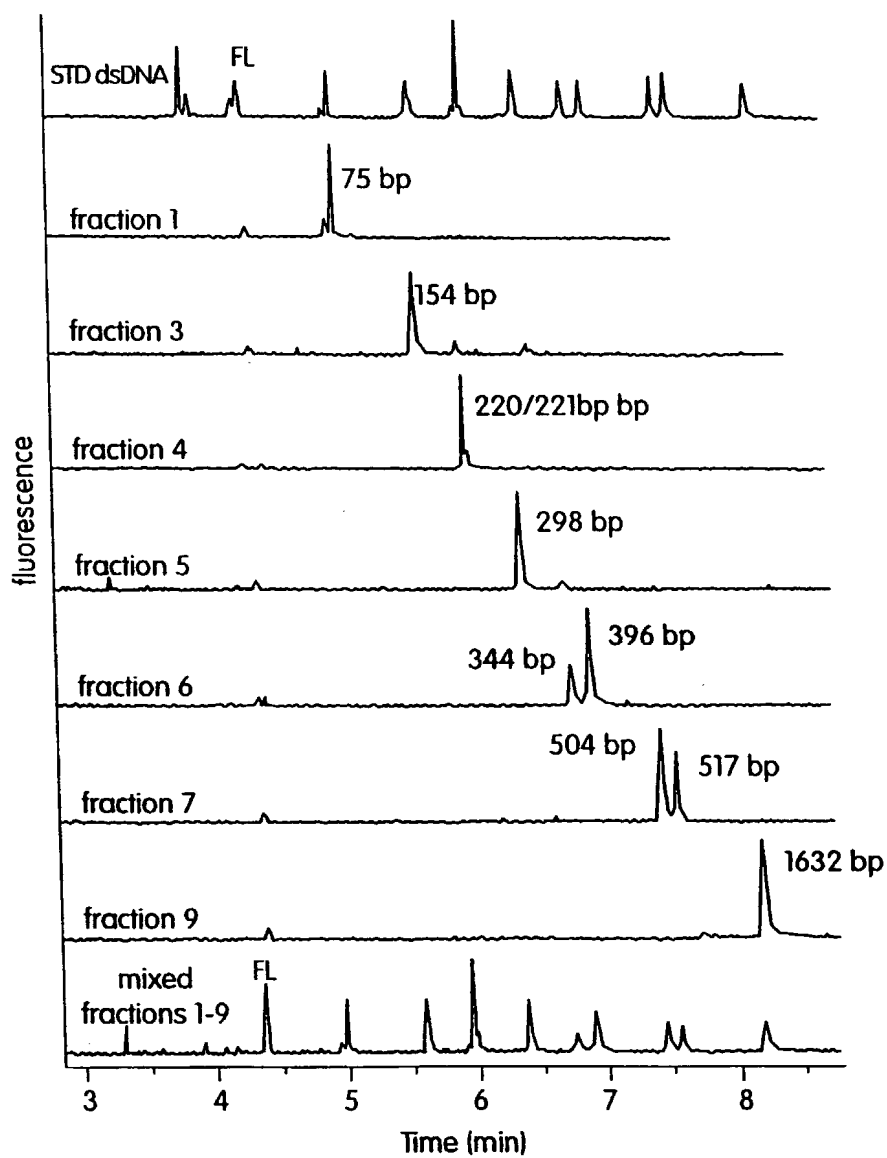 STD dsDNA
FL
75 bp
fraction 1
154 bp
fraction 3
220/221bp bp
fraction 4
298 bp
fraction 5
344 bp
396 bp
fraction 6
504 bp
517 bp
fraction 7
1632 bp
fraction 9
mixed
fractions 1-9
FL
fluorescence
3 4 5 6 7 8
Time (min)